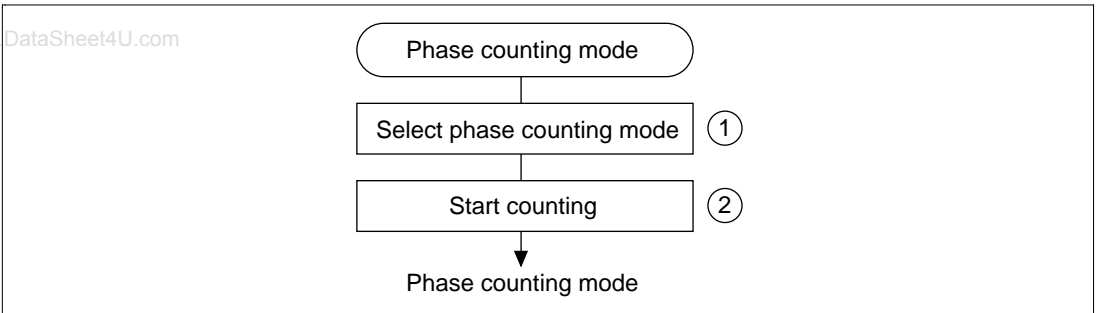 DataSheet4U.com
Phase counting mode
Select phase counting mode 1
Start counting 2
Phase counting mode